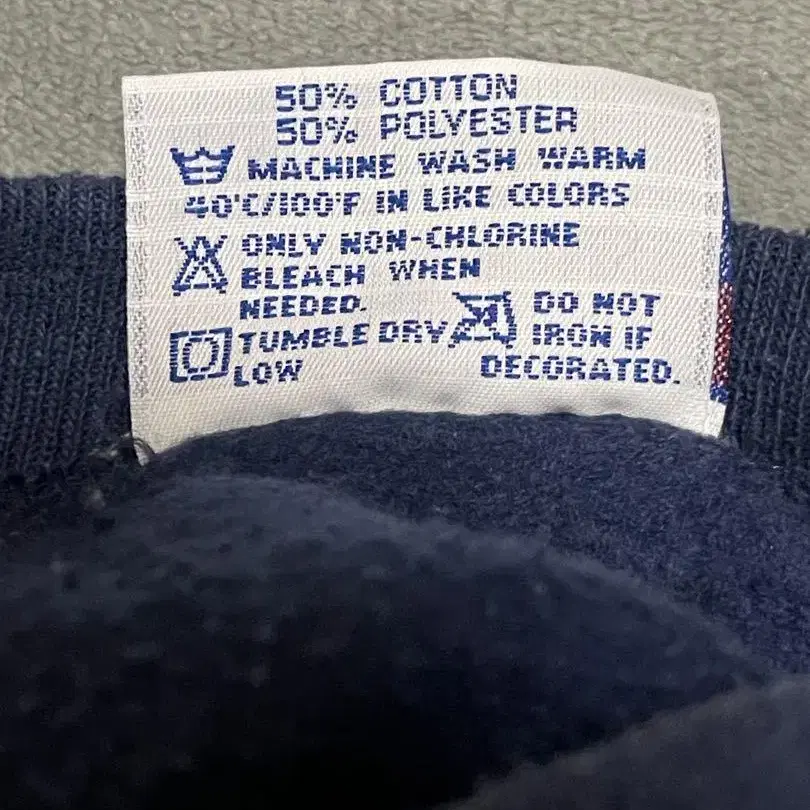 50% COTTON
50% POLYESTER
MACHINE WASH WARM
40°C/100°F IN LIKE COLORS
ONLY NON-CHLORINE
BLEACH WHEN
NEEDED.
TUMBLE DRY
LOW
DO NOT
IRON IF
DECORATED.